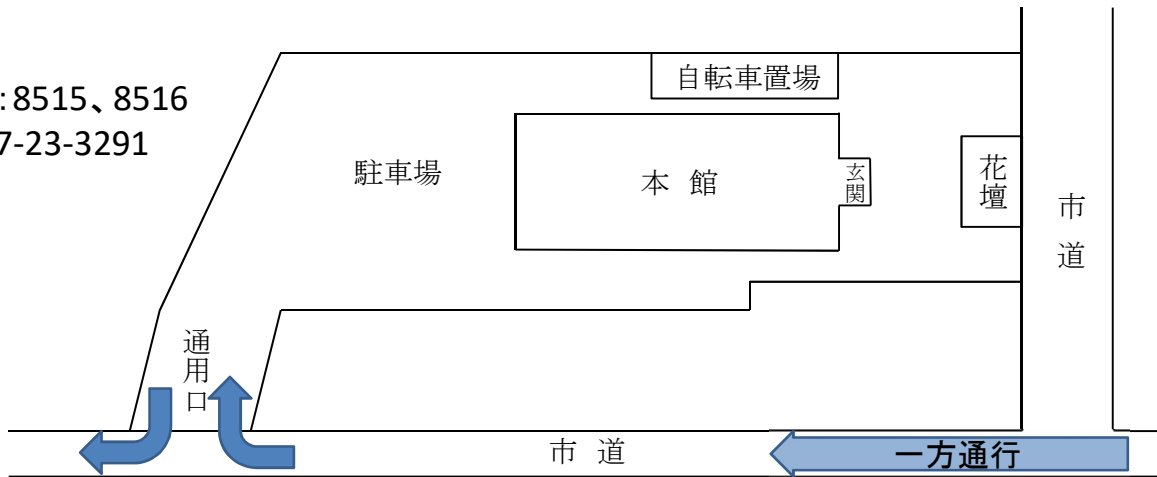 : 8515、8516
7-23-3291
自転車置場
駐車場
本 館
玄関
花壇
市道
通用口
市 道
一方通行